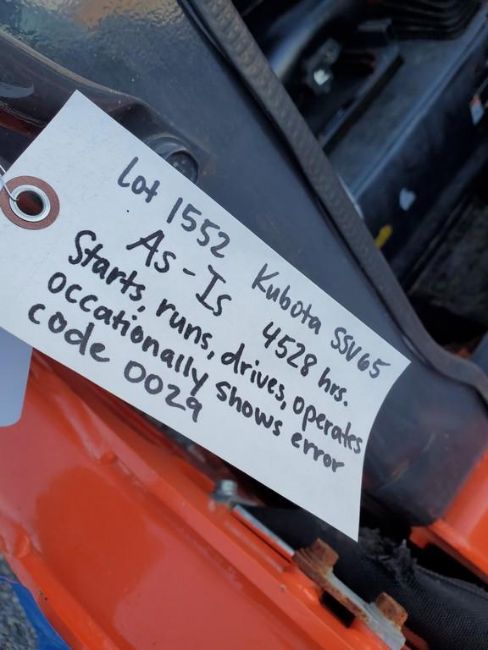 Lot 1552 Kubota SSV65
As-Is 4528 hrs.
Starts, runs, drives, operates
occationally shows error
code 0029